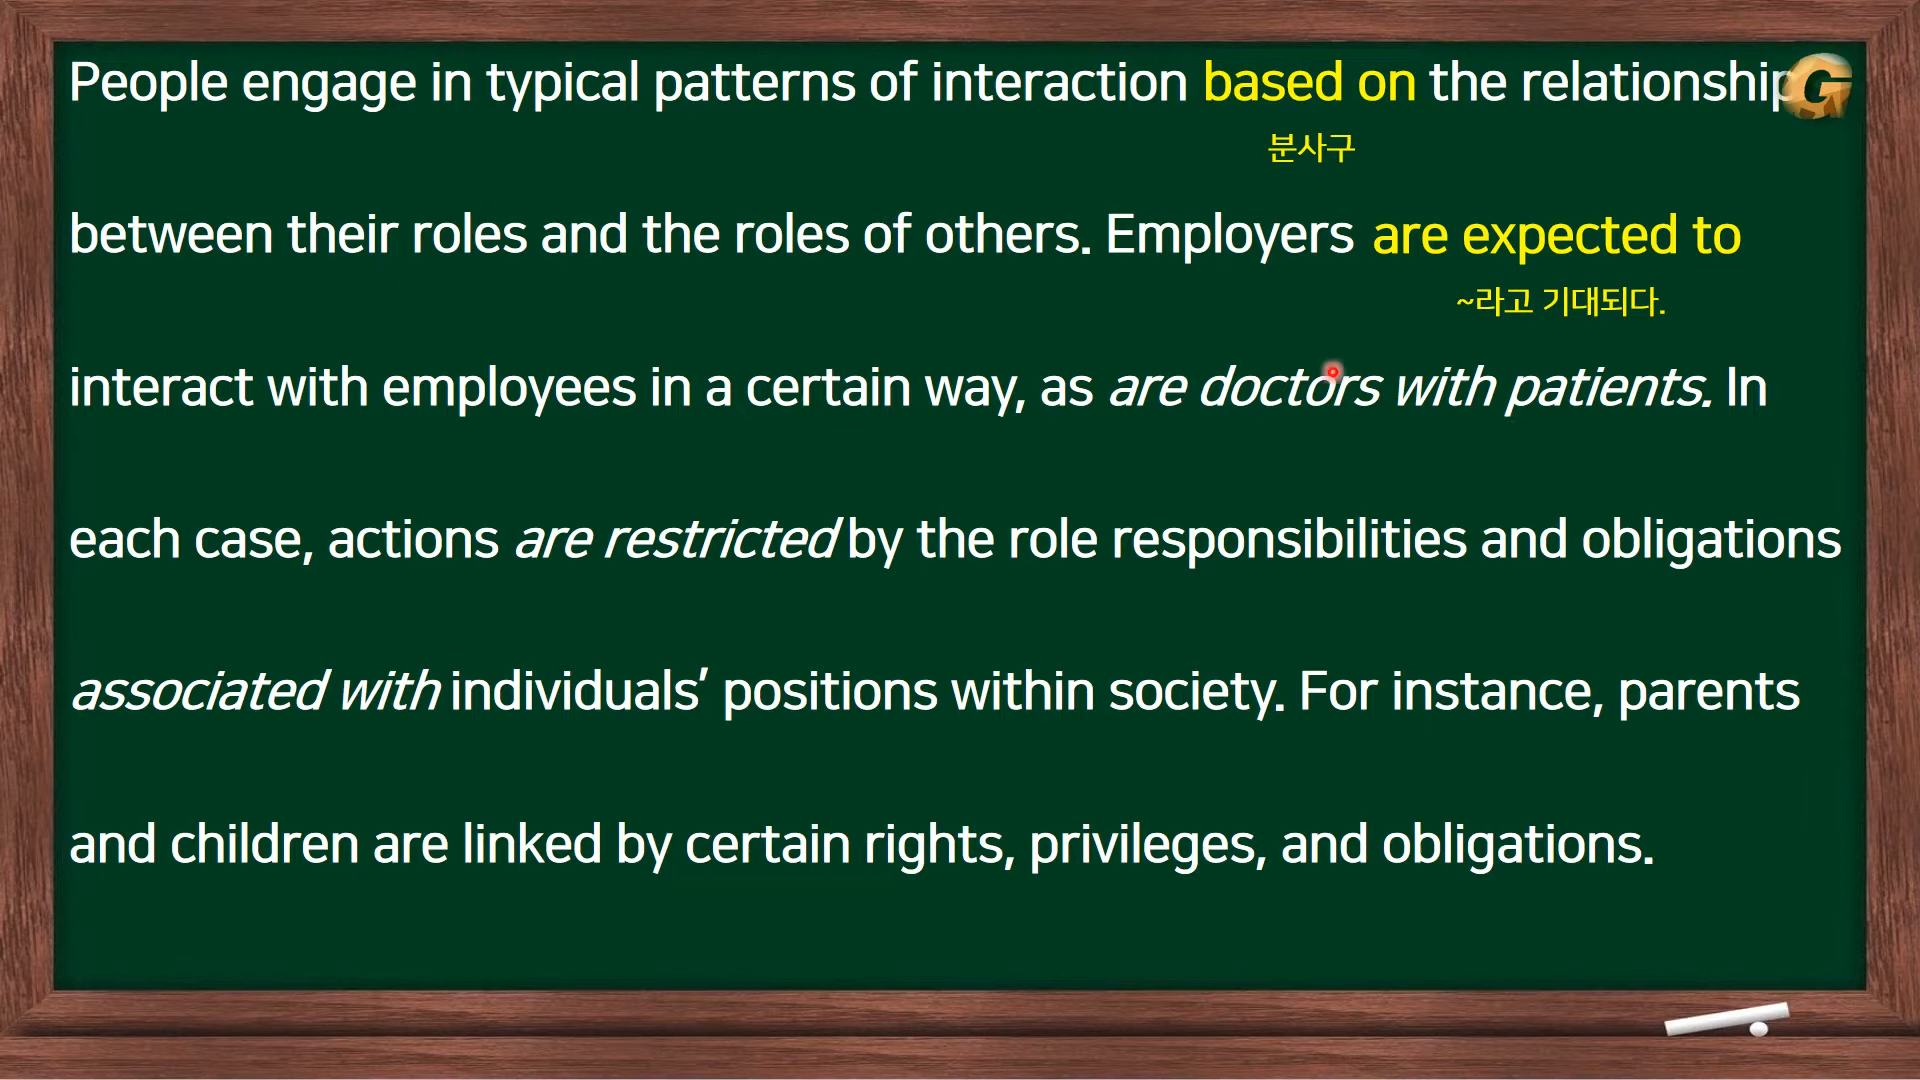 People engage in typical patterns of interaction based on the relationship
분사구
between their roles and the roles of others. Employers are expected to
~라고 기대되다.
interact with employees in a certain way, as are doctors with patients. In
each case, actions are restricted by the role responsibilities and obligations
associated with individuals’ positions within society. For instance, parents
and children are linked by certain rights, privileges, and obligations.